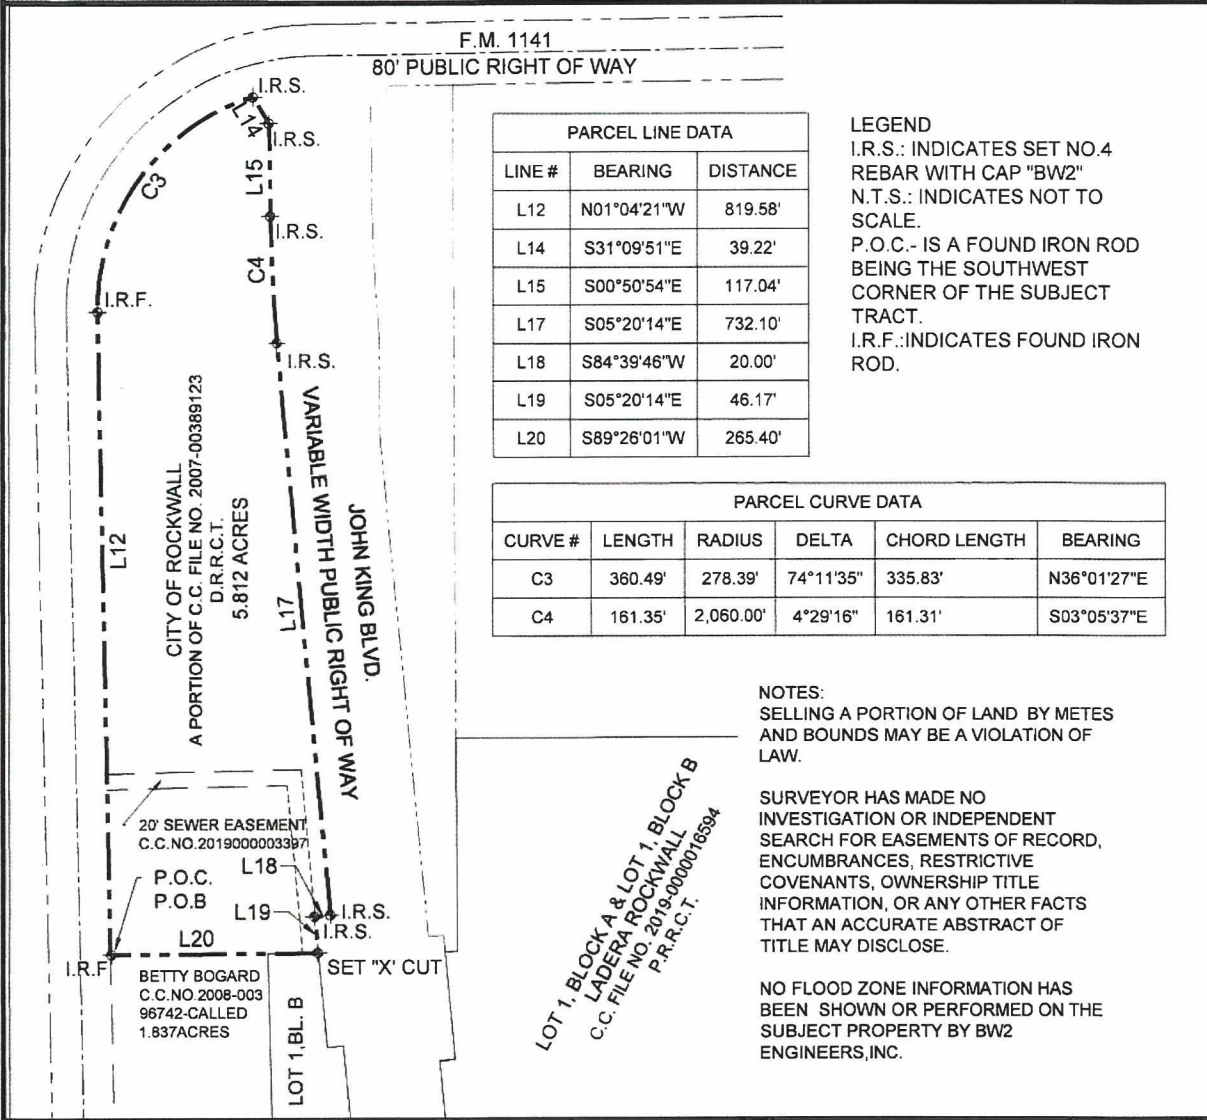 F.M. 1141
80' PUBLIC RIGHT OF WAY
I.R.S.
L14
I.R.S.
C3
L15
I.R.S.
C4
I.R.F.
I.R.S.
L12
CITY OF ROCKWALL
A PORTION OF C.C. FILE NO. 2007-00389123
D.R.R.C.T.
5.812 ACRES
L17
VARIABLE WIDTH PUBLIC RIGHT OF WAY
JOHN KING BLVD.
20' SEWER EASEMENT
C.C.NO.2019000003397
L18
P.O.C.
P.O.B
L19
I.R.S.
I.R.S.
L20
I.R.F
SET "X' CUT
BETTY BOGARD
C.C.NO.2008-003
96742-CALLED
1.837ACRES
LOT 1,BL. B
PARCEL LINE DATA
LINE # BEARING DISTANCE
L12 N01°04'21"W 819.58'
L14 S31°09'51"E 39.22'
L15 S00°50'54"E 117.04'
L17 S05°20'14"E 732.10'
L18 S84°39'46"W 20.00'
L19 S05°20'14"E 46.17'
L20 S89°26'01"W 265.40'
LEGEND
I.R.S.: INDICATES SET NO.4
REBAR WITH CAP "BW2"
N.T.S.: INDICATES NOT TO
SCALE.
P.O.C.- IS A FOUND IRON ROD
BEING THE SOUTHWEST
CORNER OF THE SUBJECT
TRACT.
I.R.F.:INDICATES FOUND IRON
ROD.
PARCEL CURVE DATA
CURVE # LENGTH RADIUS DELTA CHORD LENGTH BEARING
C3 360.49' 278.39' 74°11'35" 335.83' N36°01'27"E
C4 161.35' 2,060.00' 4°29'16" 161.31' S03°05'37"E
LOT 1, BLOCK A & LOT 1, BLOCK B
LADERA ROCKWALL
C.C. FILE NO. 2019-0000016594
P.R.R.C.T.
NOTES:
SELLING A PORTION OF LAND BY METES
AND BOUNDS MAY BE A VIOLATION OF
LAW.
SURVEYOR HAS MADE NO
INVESTIGATION OR INDEPENDENT
SEARCH FOR EASEMENTS OF RECORD,
ENCUMBRANCES, RESTRICTIVE
COVENANTS, OWNERSHIP TITLE
INFORMATION, OR ANY OTHER FACTS
THAT AN ACCURATE ABSTRACT OF
TITLE MAY DISCLOSE.
NO FLOOD ZONE INFORMATION HAS
BEEN SHOWN OR PERFORMED ON THE
SUBJECT PROPERTY BY BW2
ENGINEERS,INC.